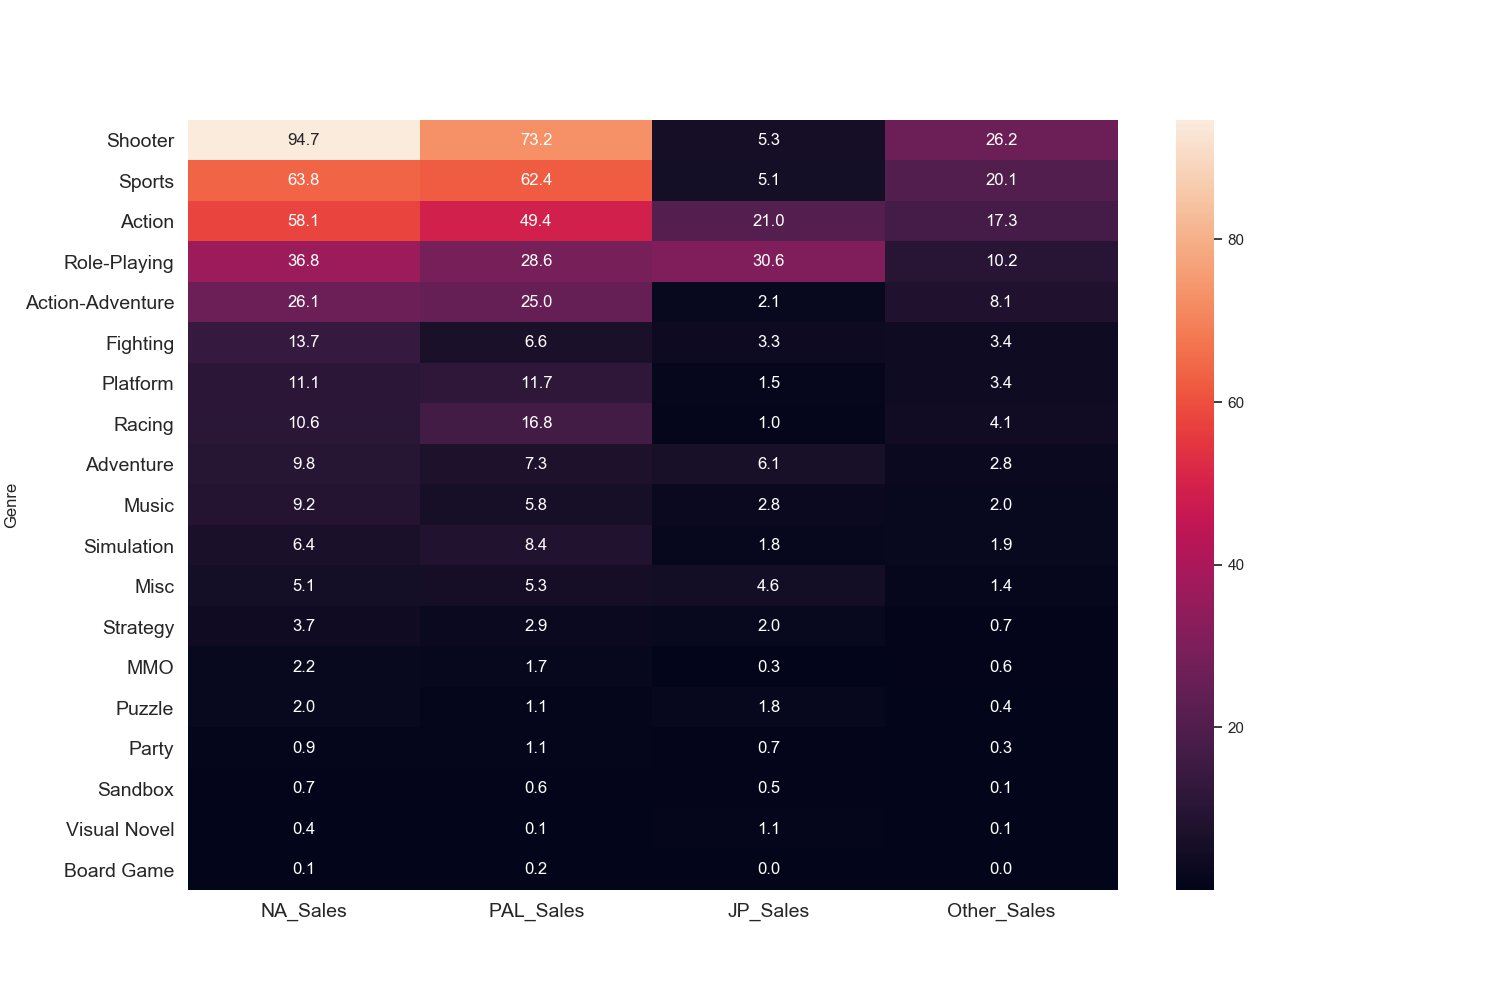 Shooter 94.7 73.2 5.3 26.2
Sports 63.8 62.4 5.1 20.1
Action 58.1 49.4 21.0 17.3
Role-Playing 36.8 28.6 30.6 10.2
Action-Adventure 26.1 25.0 2.1 8.1
Fighting 13.7 6.6 3.3 3.4
Platform 11.1 11.7 1.5 3.4
Racing 10.6 16.8 1.0 4.1
Adventure 9.8 7.3 6.1 2.8
Music 9.2 5.8 2.8 2.0
Simulation 6.4 8.4 1.8 1.9
Misc 5.1 5.3 4.6 1.4
Strategy 3.7 2.9 2.0 0.7
MMO 2.2 1.7 0.3 0.6
Puzzle 2.0 1.1 1.8 0.4
Party 0.9 1.1 0.7 0.3
Sandbox 0.7 0.6 0.5 0.1
Visual Novel 0.4 0.1 1.1 0.1
Board Game 0.1 0.2 0.0 0.0
NA_Sales PAL_Sales JP_Sales Other_Sales
Genre
80
60
40
20